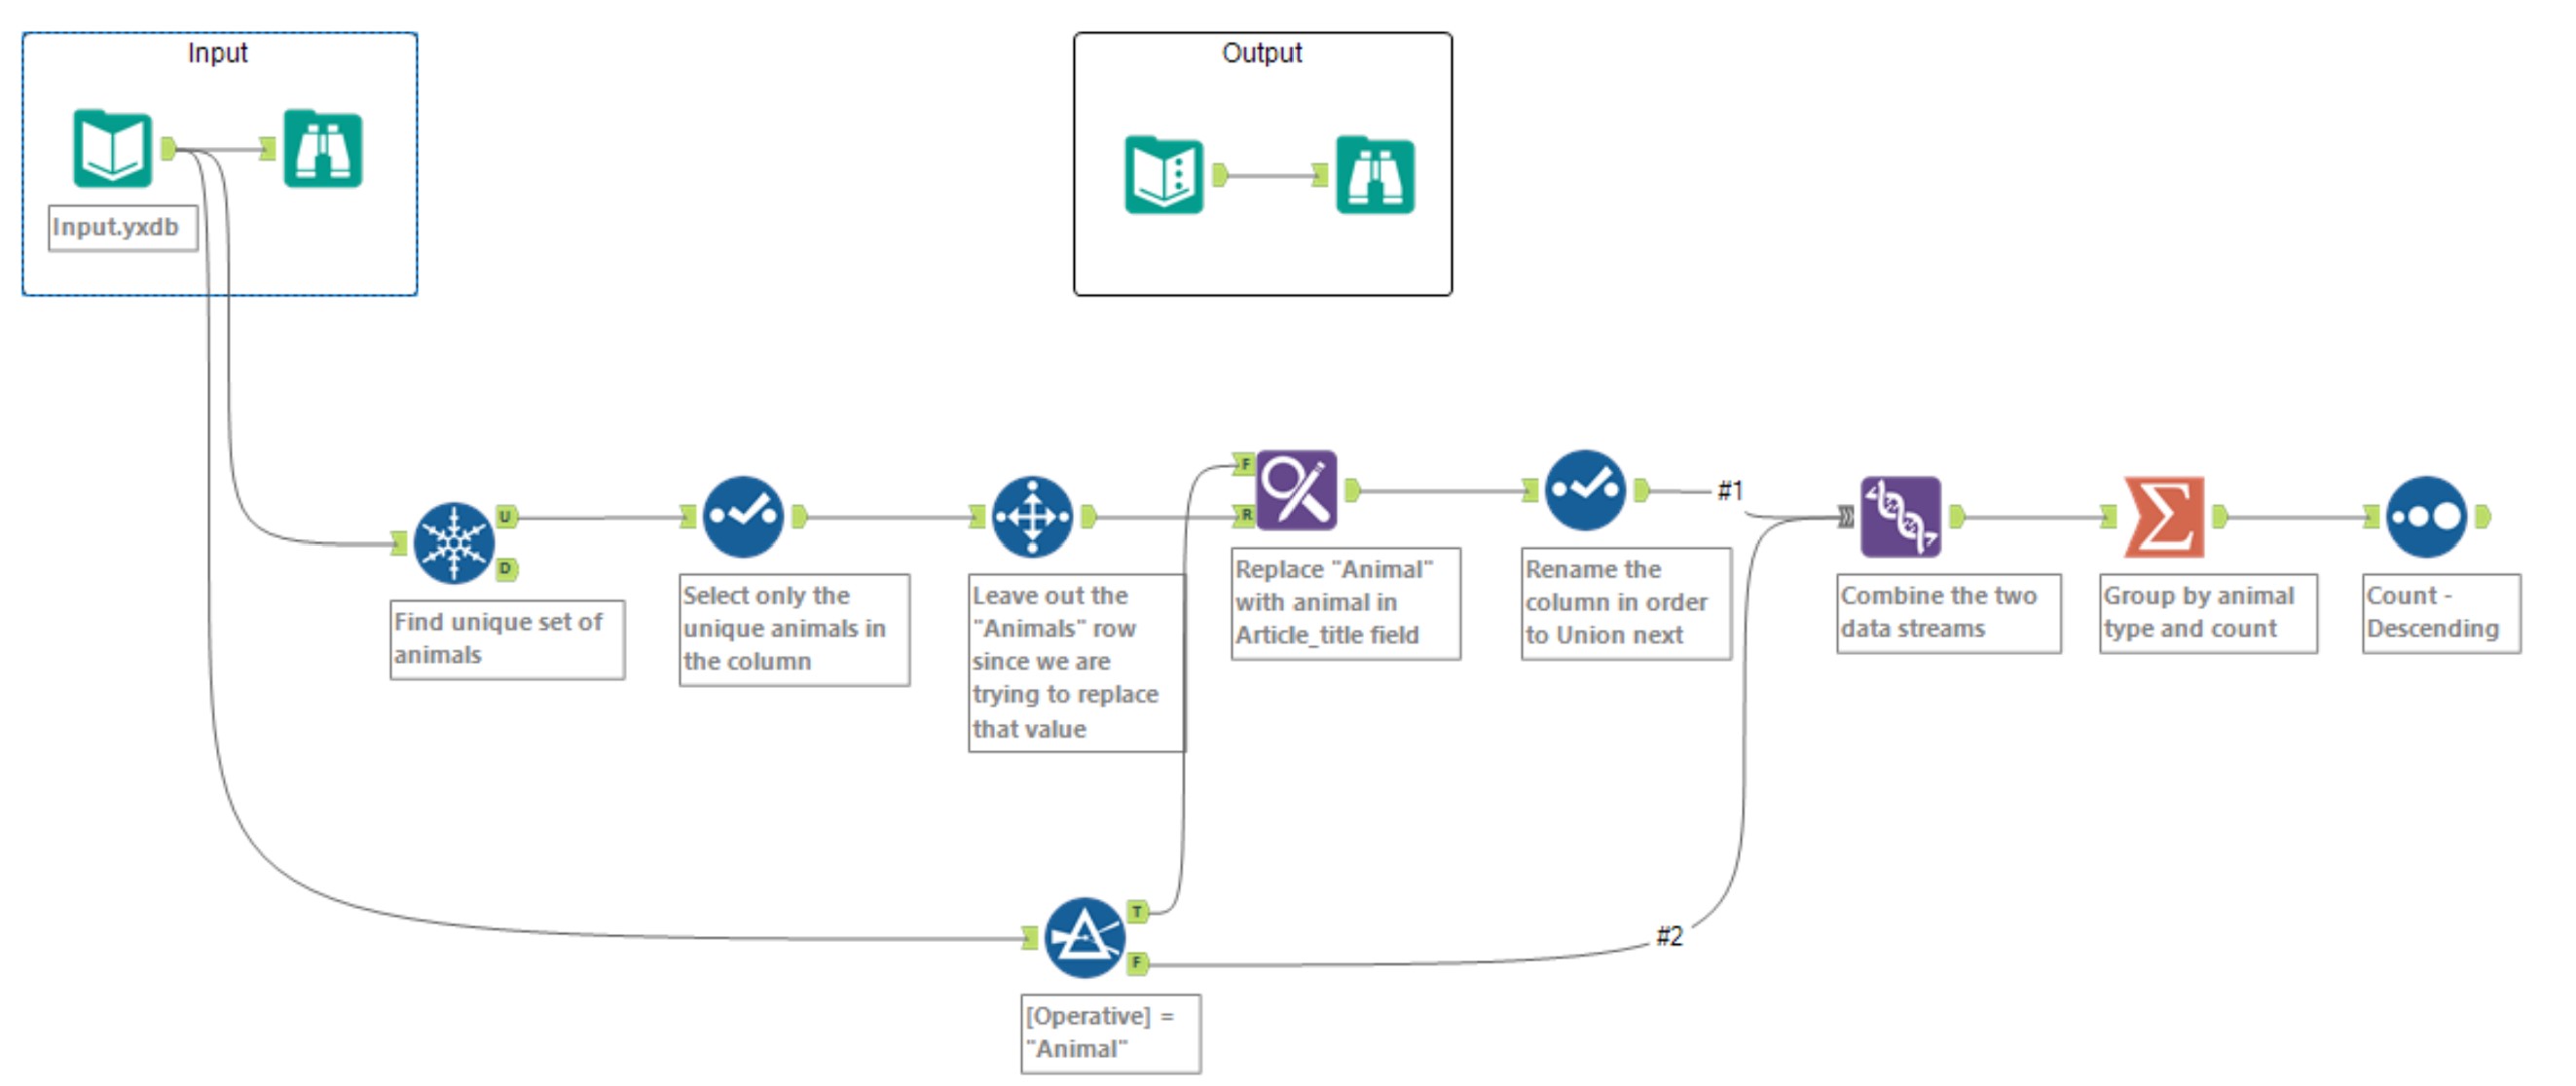 Input
Output
Input.yxdb
U
D
Find unique set of
animals
Select only the
unique animals in
the column
Leave out the
"Animals" row
since we are
trying to replace
that value
F
R
Replace "Animal"
with animal in
Article_title field
Rename the
column in order
to Union next
#1
Combine the two
data streams
Group by animal
type and count
Count -
Descending
T
F
#2
[Operative] =
"Animal"